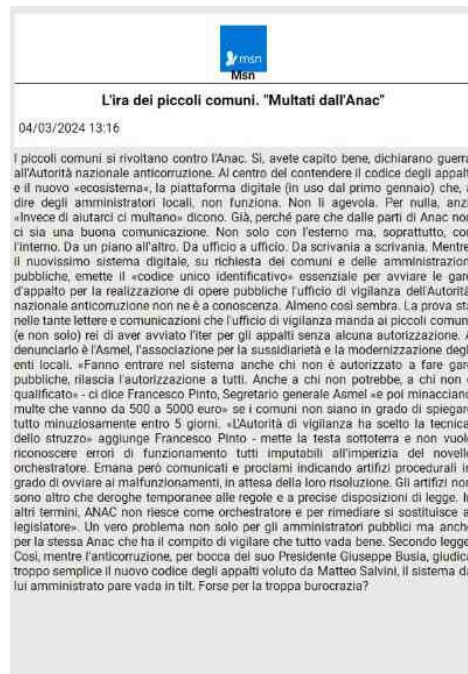 msn
Msn
L'ira dei piccoli comuni. "Multati dall'Anac"
04/03/2024 13:16
I piccoli comuni si rivoltano contro l'Anac. Si, avete capito bene, dichiarano guerra
all'Autorità nazionale anticorruzione. Al centro del contendere il codice degli appalt
e il nuovo «ecosistema«, la piattaforma digitale (in uso dal primo gennaio) che, a
dire degli amministratori locali, non funziona. Non li agevola. Per nulla, anzi
«Invece di aiutarci ci multano» dicono. Già, perché pare che dalle parti di Anac non
ci sia una buona comunicazione. Non solo con l'esterno ma, soprattutto, con
l'interno. Da un piano all'altro. Da ufficio a ufficio. Da scrivania a scrivania. Mentre
il nuovissimo sistema digitale, su richiesta dei comuni e delle amministrazion
pubbliche, emette il «codice unico identificativo» essenziale per avviare le gare
d'appalto per la realizzazione di opere pubbliche l'ufficio di vigilanza dell'Autorità
nazionale anticorruzione non ne è a conoscenza. Almeno così sembra. La prova sta
nelle tante lettere e comunicazioni che l'ufficio di vigilanza manda ai piccoli comun
(e non solo) rei di aver avviato l'iter per gli appalti senza alcuna autorizzazione. A
denunciarlo è l'Asmel, l'associazione per la sussidiarietà e la modernizzazione degl
enti locali. «Fanno entrare nel sistema anche chi non è autorizzato a fare gare
pubbliche, rilascia l'autorizzazione a tutti. Anche a chi non potrebbe, a chi non è
qualificato» - ci dice Francesco Pinto, Segretario generale Asmel «e poi minacciano
multe che vanno da 500 a 5000 euro» se i comuni non siano in grado di spiegare
tutto minuziosamente entro 5 giorni. «L'Autorità di vigilanza ha scelto la tecnica
dello struzzo» aggiunge Francesco Pinto - mette la testa sottoterra e non vuole
riconoscere errori di funzionamento tutti imputabili all'imperizia del novello
orchestratore. Emana però comunicati e proclami indicando artifizi procedurali in
grado di ovviare ai malfunzionamenti, in attesa della loro risoluzione. Gli artifizi non
sono altro che deroghe temporanee alle regole e a precise disposizioni di legge. In
altri termini, ANAC non riesce come orchestratore e per rimediare si sostituisce al
legislatore». Un vero problema non solo per gli amministratori pubblici ma anche
per la stessa Anac che ha il compito di vigilare che tutto vada bene. Secondo legge.
Così, mentre l'anticorruzione, per bocca del suo Presidente Giuseppe Busia, giudica
troppo semplice il nuovo codice degli appalti voluto da Matteo Salvini, il sistema da
lui amministrato pare vada in tilt. Forse per la troppa burocrazia?